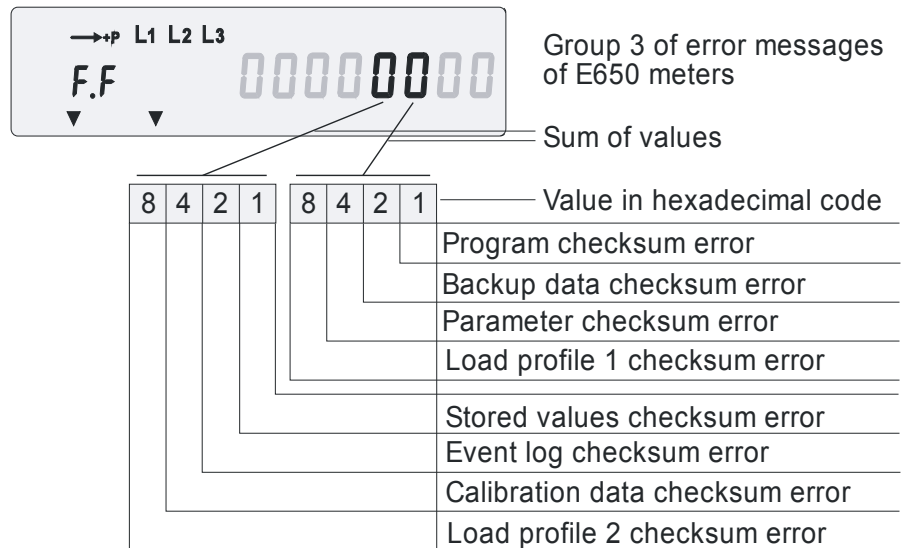 +P L1 L2 L3
F.F 00000000
Group 3 of error messages
of E650 meters
Sum of values
8 4 2 1 8 4 2 1
Value in hexadecimal code
Program checksum error
Backup data checksum error
Parameter checksum error
Load profile 1 checksum error
Stored values checksum error
Event log checksum error
Calibration data checksum error
Load profile 2 checksum error